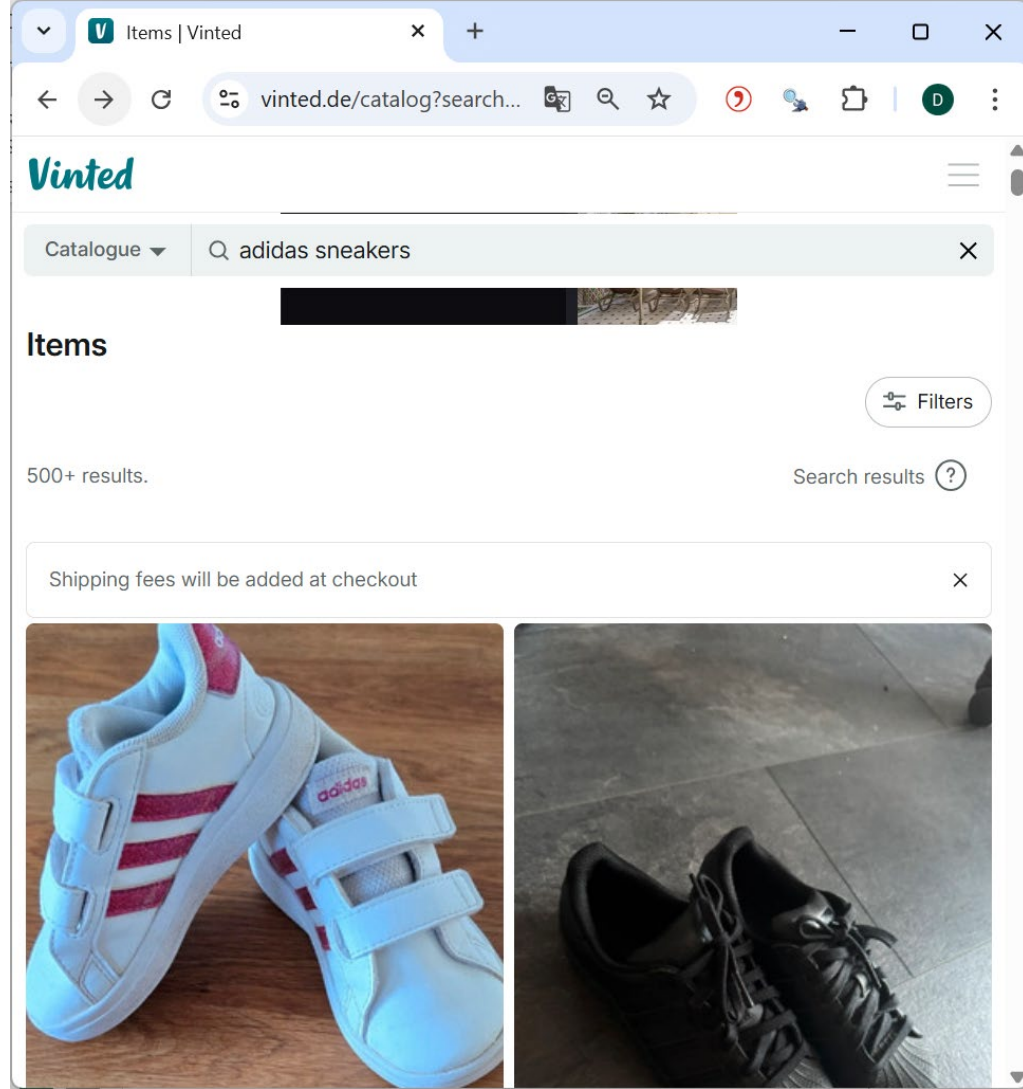 Items | Vinted
vinted.de/catalog?search...
D
Vinted
Catalogue
adidas sneakers
Items
Filters
500+ results.
Search results ?
Shipping fees will be added at checkout
adidas